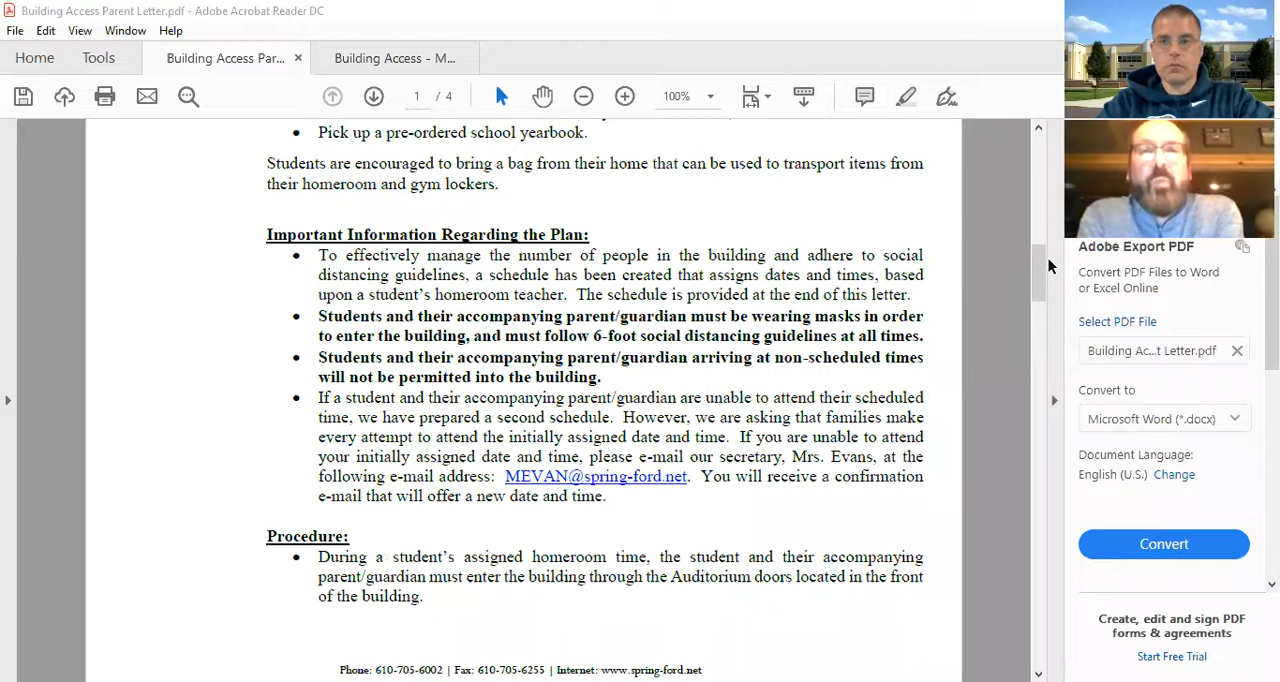 Building Access Parent Letter.pdf - Adobe Acrobat Reader DC
File Edit View Window Help
Home Tools Building Access Par... × Building Access - M...
1 / 4 100%
Pick up a pre-ordered school yearbook.
Students are encouraged to bring a bag from their home that can be used to transport items from
their homeroom and gym lockers.
Important Information Regarding the Plan:
To effectively manage the number of people in the building and adhere to social
distancing guidelines, a schedule has been created that assigns dates and times, based
upon a student's homeroom teacher. The schedule is provided at the end of this letter.
Students and their accompanying parent/guardian must be wearing masks in order
to enter the building, and must follow 6-foot social distancing guidelines at all times.
Students and their accompanying parent/guardian arriving at non-scheduled times
will not be permitted into the building.
If a student and their accompanying parent/guardian are unable to attend their scheduled
time, we have prepared a second schedule. However, we are asking that families make
every attempt to attend the initially assigned date and time. If you are unable to attend
your initially assigned date and time, please e-mail our secretary, Mrs. Evans, at the
following e-mail address: MEVAN@spring-ford.net. You will receive a confirmation
e-mail that will offer a new date and time.
Procedure:
During a student's assigned homeroom time, the student and their accompanying
parent/guardian must enter the building through the Auditorium doors located in the front
of the building.
Phone: 610-705-6002 | Fax: 610-705-6255 | Internet: www.spring-ford.net
Adobe Export PDF
Convert PDF Files to Word
or Excel Online
Select PDF File
Building Ac...t Letter.pdf
Convert to
Microsoft Word (*.docx)
Document Language:
English (U.S.) Change
Convert
Create, edit and sign PDF
forms & agreements
Start Free Trial